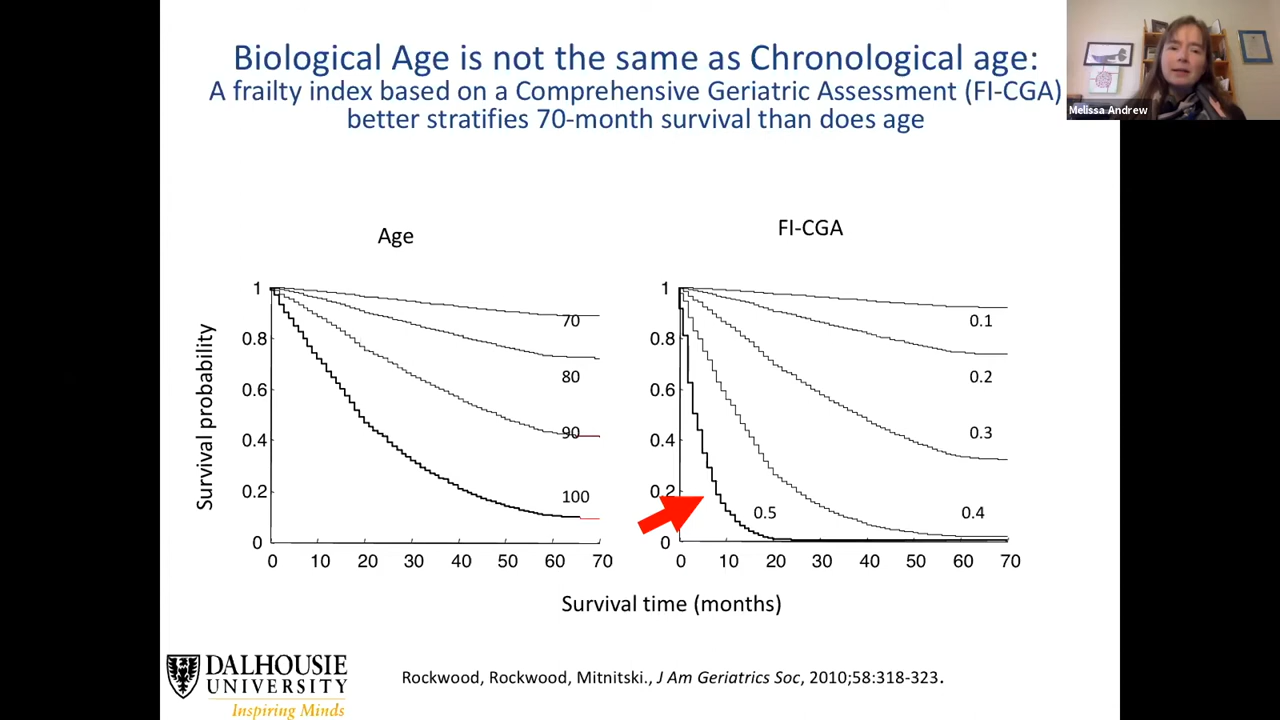 Biological Age is not the same as Chronological age:
A frailty index based on a Comprehensive Geriatric Assessment (FI-CGA)
better stratifies 70-month survival than does age
Melissa Andrew
Age
FI-CGA
Survival probability
1
0.8
0.6
0.4
0.2
0
70
80
90
100
0 10 20 30 40 50 60 70
1
0.8
0.6
0.4
0.2
0
0.1
0.2
0.3
0.5
0.4
0 10 20 30 40 50 60 70
Survival time (months)
DALHOUSIE
UNIVERSITY
Inspiring Minds
Rockwood, Rockwood, Mitnitski., J Am Geriatrics Soc, 2010;58:318-323.